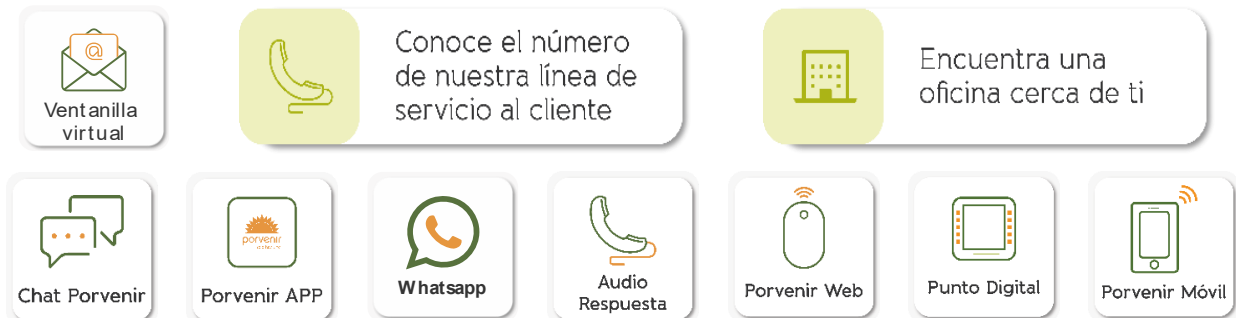 @
Ventanilla
virtual
Conoce el número
de nuestra línea de
servicio al cliente
Encuentra una
oficina cerca de ti
Chat Porvenir
porvenir
Porvenir APP
Whatsapp
Audio
Respuesta
Porvenir Web
Punto Digital
Porvenir Móvil